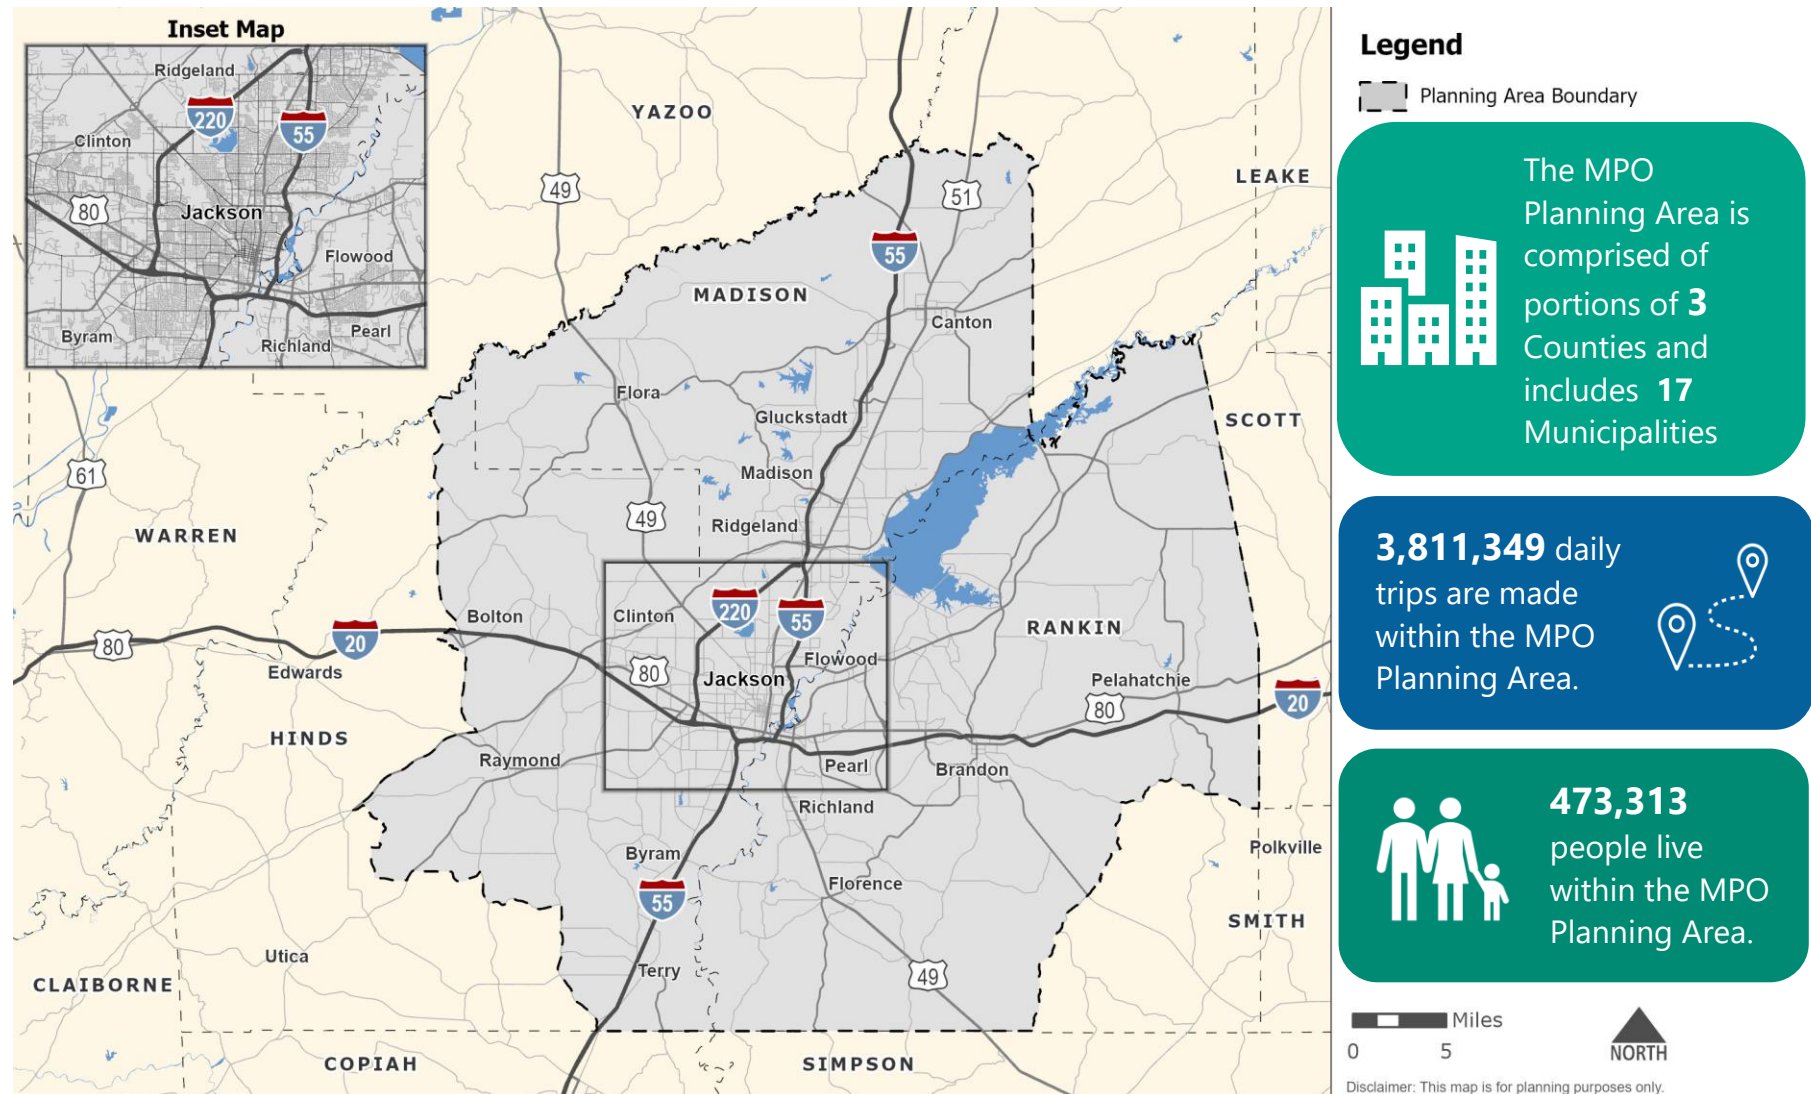 Inset Map
Ridgeland
220
55
Clinton
80
Jackson
Flowood
Byram
Richland
Pearl
YAZOO
49
51
LEAKE
55
MADISON
Canton
Flora
Gluckstadt
SCOTT
61
Madison
49
Ridgeland
WARREN
Bolton
Clinton
220
55
RANKIN
80
20
Edwards
80
Jackson
Flowood
Pelahatchie
80
20
HINDS
Raymond
Pearl
Brandon
Richland
Byram
Polkville
55
Florence
SMITH
Utica
Terry
49
CLAIBORNE
COPIAH
SIMPSON
Legend
Planning Area Boundary
The MPO
Planning Area is
comprised of
portions of 3
Counties and
includes 17
Municipalities
3,811,349 daily
trips are made
within the MPO
Planning Area.
473,313
people live
within the MPO
Planning Area.
Miles
0 5
NORTH
Disclaimer: This map is for planning purposes only.